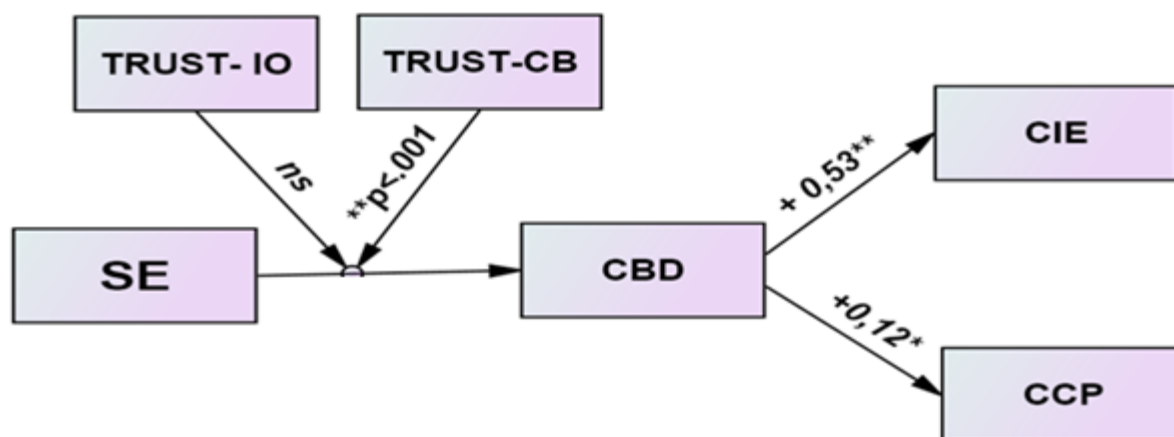 TRUST- IO
TRUST-CB
ns
**p<.001
SE
CBD
+ 0,53**
CIE
+0,12*
CCP